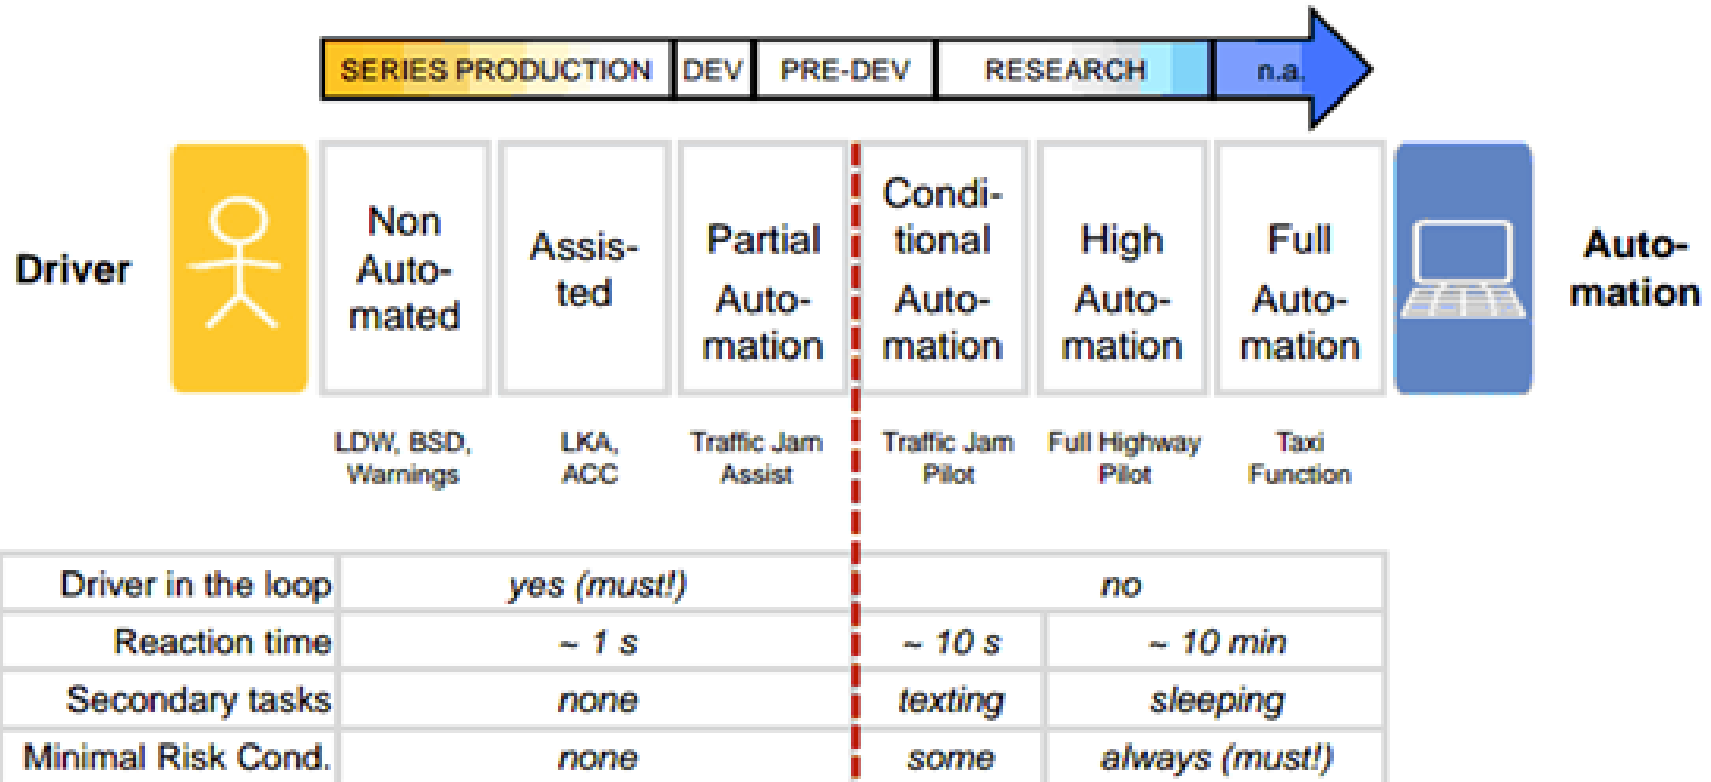 SERIES PRODUCTION DEV PRE-DEV RESEARCH n.a.
Driver
Non
Auto-
mated
Assis-
ted
Partial
Auto-
mation
Condi-
tional
Auto-
mation
High
Auto-
mation
Full
Auto-
mation
Auto-
mation
LDW, BSD,
Warnings
LKA,
ACC
Traffic Jam
Assist
Traffic Jam
Pilot
Full Highway
Pilot
Taxi
Function
Driver in the loop yes (must!) no
Reaction time ~ 1 s ~ 10 s ~ 10 min
Secondary tasks none texting sleeping
Minimal Risk Cond. none some always (must!)